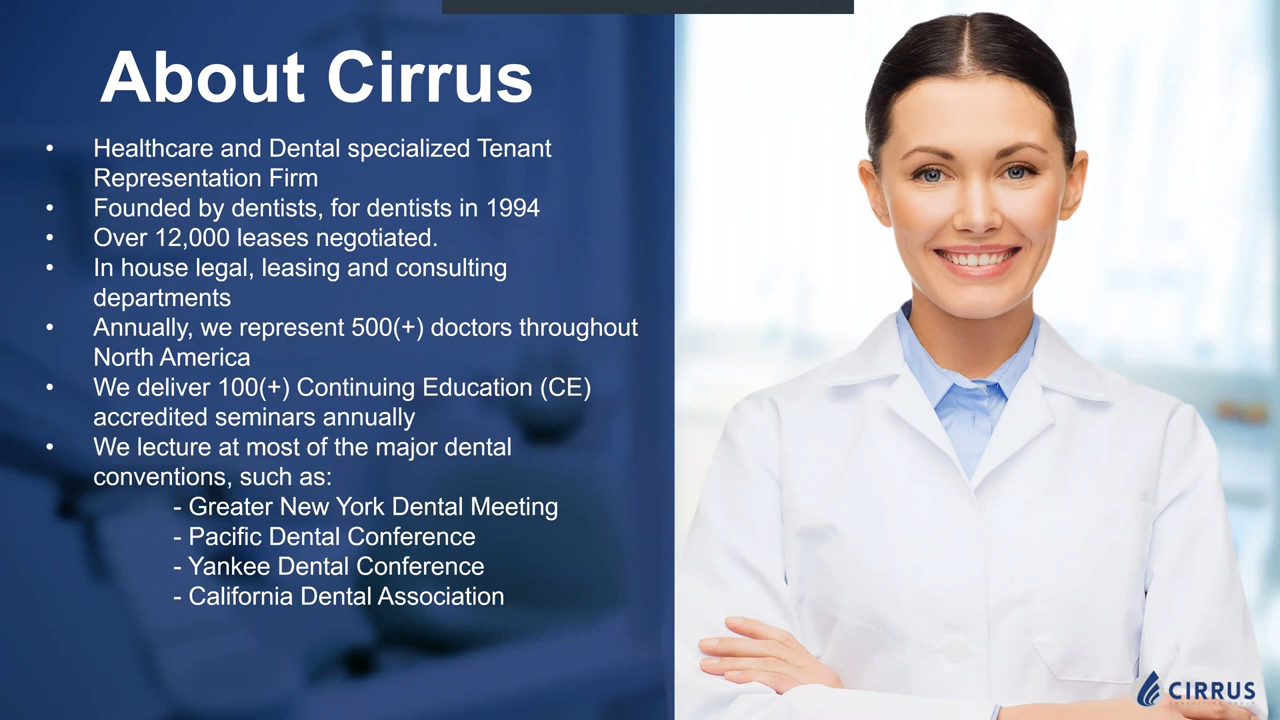 About Cirrus
• Healthcare and Dental specialized Tenant
Representation Firm
• Founded by dentists, for dentists in 1994
• Over 12,000 leases negotiated.
• In house legal, leasing and consulting
departments
• Annually, we represent 500(+) doctors throughout
North America
• We deliver 100(+) Continuing Education (CE)
accredited seminars annually
• We lecture at most of the major dental
conventions, such as:
- Greater New York Dental Meeting
- Pacific Dental Conference
- Yankee Dental Conference
- California Dental Association
CIRRUS
CONSULTING GROUP